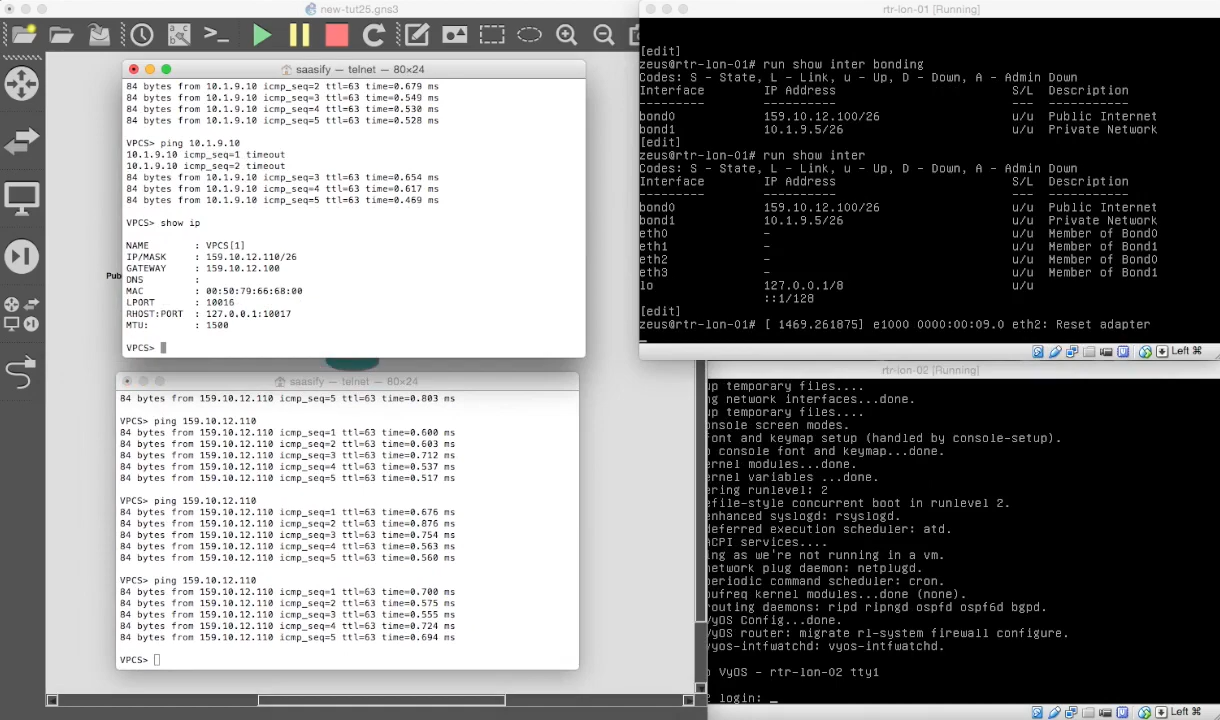 new-tut25.gns3
saasify — telnet — 80×24
84 bytes from 10.1.9.10 icmp_seq=2 ttl=63 time=0.679 ms
84 bytes from 10.1.9.10 icmp_seq=3 ttl=63 time=0.549 ms
84 bytes from 10.1.9.10 icmp_seq=4 ttl=63 time=0.530 ms
84 bytes from 10.1.9.10 icmp_seq=5 ttl=63 time=0.528 ms
VPCS> ping 10.1.9.10
10.1.9.10 icmp_seq=1 timeout
10.1.9.10 icmp_seq=2 timeout
84 bytes from 10.1.9.10 icmp_seq=3 ttl=63 time=0.654 ms
84 bytes from 10.1.9.10 icmp_seq=4 ttl=63 time=0.617 ms
84 bytes from 10.1.9.10 icmp_seq=5 ttl=63 time=0.469 ms
VPCS> show ip
NAME : VPCS[1]
IP/MASK : 159.10.12.110/26
GATEWAY : 159.10.12.100
DNS :
MAC : 00:50:79:66:68:00
LPORT : 10016
RHOST:PORT : 127.0.0.1:10017
MTU: : 1500
VPCS>
Pub
saasify — telnet — 80×24
84 bytes from 159.10.12.110 icmp_seq=5 ttl=63 time=0.803 ms
VPCS> ping 159.10.12.110
84 bytes from 159.10.12.110 icmp_seq=1 ttl=63 time=0.600 ms
84 bytes from 159.10.12.110 icmp_seq=2 ttl=63 time=0.603 ms
84 bytes from 159.10.12.110 icmp_seq=3 ttl=63 time=0.712 ms
84 bytes from 159.10.12.110 icmp_seq=4 ttl=63 time=0.537 ms
84 bytes from 159.10.12.110 icmp_seq=5 ttl=63 time=0.517 ms
VPCS> ping 159.10.12.110
84 bytes from 159.10.12.110 icmp_seq=1 ttl=63 time=0.676 ms
84 bytes from 159.10.12.110 icmp_seq=2 ttl=63 time=0.876 ms
84 bytes from 159.10.12.110 icmp_seq=3 ttl=63 time=0.754 ms
84 bytes from 159.10.12.110 icmp_seq=4 ttl=63 time=0.563 ms
84 bytes from 159.10.12.110 icmp_seq=5 ttl=63 time=0.560 ms
VPCS> ping 159.10.12.110
84 bytes from 159.10.12.110 icmp_seq=1 ttl=63 time=0.700 ms
84 bytes from 159.10.12.110 icmp_seq=2 ttl=63 time=0.575 ms
84 bytes from 159.10.12.110 icmp_seq=3 ttl=63 time=0.555 ms
84 bytes from 159.10.12.110 icmp_seq=4 ttl=63 time=0.724 ms
84 bytes from 159.10.12.110 icmp_seq=5 ttl=63 time=0.694 ms
VPCS>
rtr-lon-01 [Running]
[edit]
zeus@rtr-lon-01# run show inter bonding
Codes: S - State, L - Link, u - Up, D - Down, A - Admin Down
Interface IP Address S/L Description
--------- ---------- --- -----------
bond0 159.10.12.100/26 u/u Public Internet
bond1 10.1.9.5/26 u/u Private Network
[edit]
zeus@rtr-lon-01# run show inter
Codes: S - State, L - Link, u - Up, D - Down, A - Admin Down
Interface IP Address S/L Description
--------- ---------- --- -----------
bond0 159.10.12.100/26 u/u Public Internet
bond1 10.1.9.5/26 u/u Private Network
eth0 - u/u Member of Bond0
eth1 - u/u Member of Bond1
eth2 - u/u Member of Bond0
eth3 - u/u Member of Bond1
lo 127.0.0.1/8 u/u
::1/128
[edit]
zeus@rtr-lon-01# [ 1469.261875] e1000 0000:00:09.0 eth2: Reset adapter
Left ⌘
rtr-lon-02 [Running]
up temporary files....
ng network interfaces...done.
up temporary files....
onsole screen modes.
font and keymap setup (handled by console-setup).
p console font and keymap...done.
ernel modules...done.
ernel variables ...done.
ering runlevel: 2
efile-style concurrent boot in runlevel 2.
enhanced syslogd: rsyslogd.
deferred execution scheduler: atd.
ACPI services....
ing as we're not running in a vm.
network plug daemon: netplugd.
periodic command scheduler: cron.
pufreq kernel modules...done (none).
routing daemons: ripd ripngd ospfd ospf6d bgpd.
VyOS Config...done.
VyOS router: migrate rl-system firewall configure.
vyos-intfwatchd: vyos-intfwatchd.
o VyOS - rtr-lon-02 tty1
2 login: _
Left ⌘